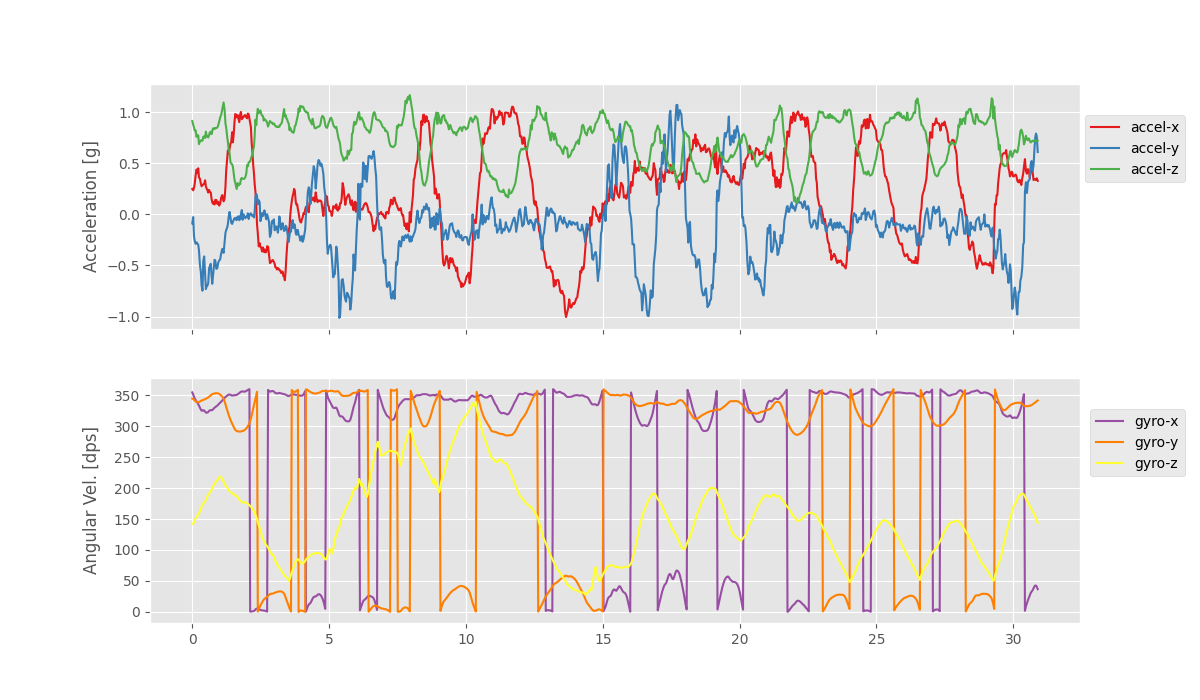 Acceleration [g]
1.0
0.5
0.0
−0.5
−1.0
accel-x
accel-y
accel-z
Angular Vel. [dps]
350
300
250
200
150
100
50
0
gyro-x
gyro-y
gyro-z
0 5 10 15 20 25 30